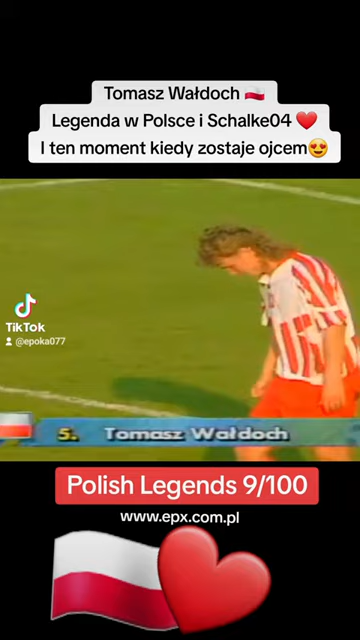 Tomasz Wałdoch 🇵🇱
Legenda w Polsce i Schalke04 ❤️
I ten moment kiedy zostaje ojcem😍
TikTok
@epoka077
5. Tomasz Wałdoch
Polish Legends 9/100
www.epx.com.pl